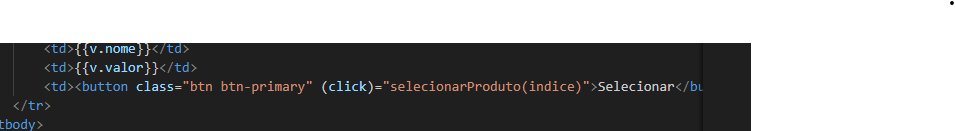 <td>{{v.nome}}</td>
<td>{{v.valor}}</td>
<td><button class="btn btn-primary" (click)="selecionarProduto(indice)">Selecionar</bu
</tr>
tbody>